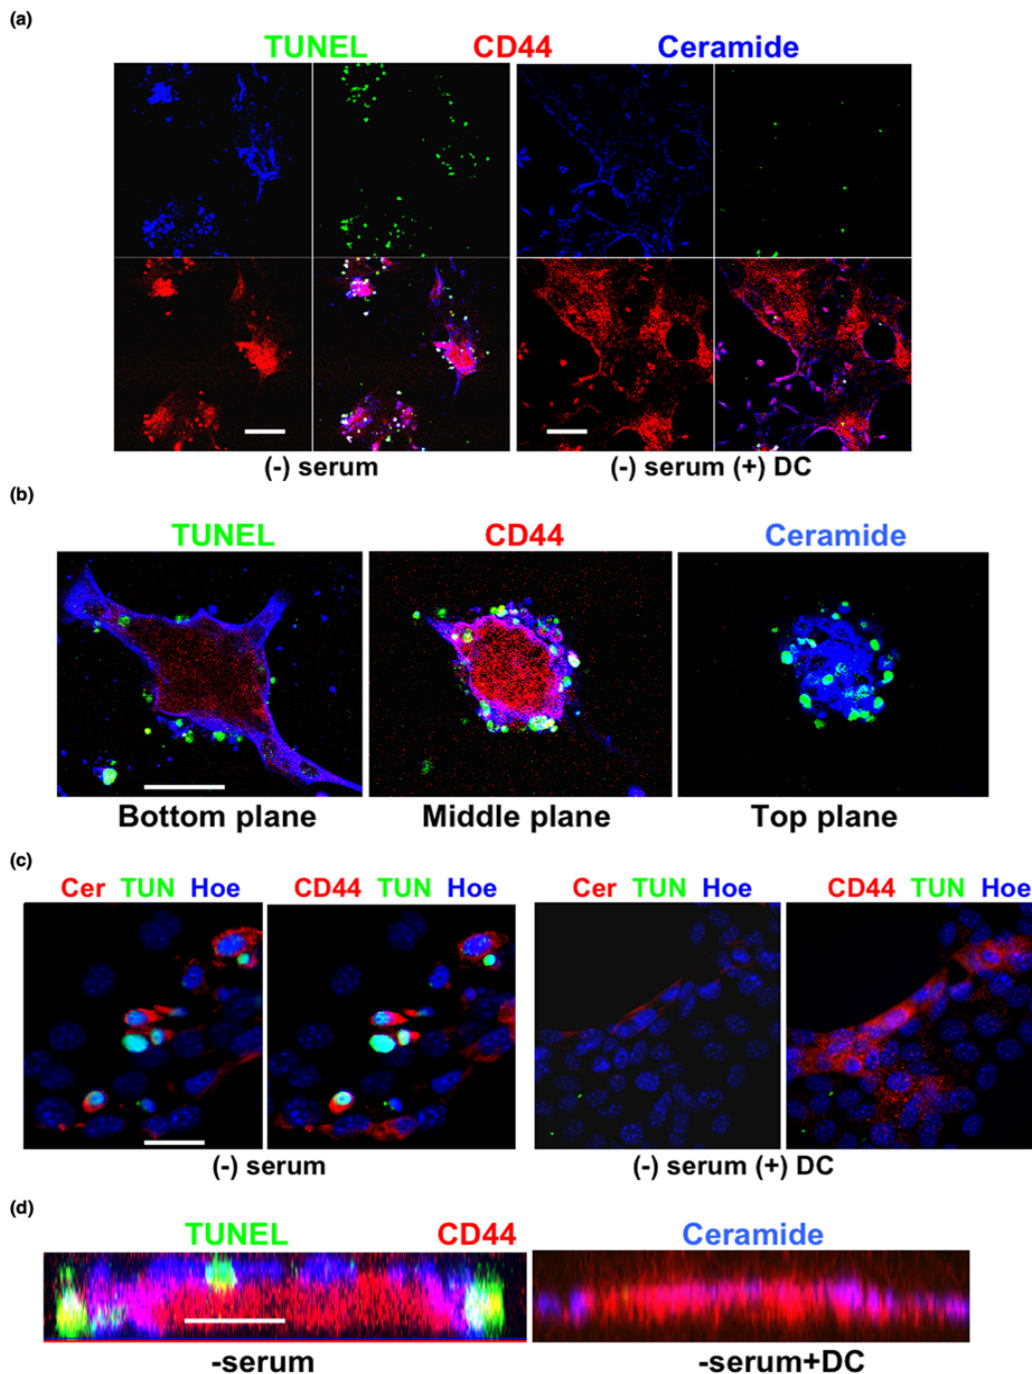 (a)
TUNEL CD44 Ceramide
(-) serum (-) serum (+) DC
(b)
TUNEL CD44 Ceramide
Bottom plane Middle plane Top plane
(c)
Cer TUN Hoe CD44 TUN Hoe Cer TUN Hoe CD44 TUN Hoe
(-) serum (-) serum (+) DC
(d)
TUNEL CD44 Ceramide
-serum -serum+DC